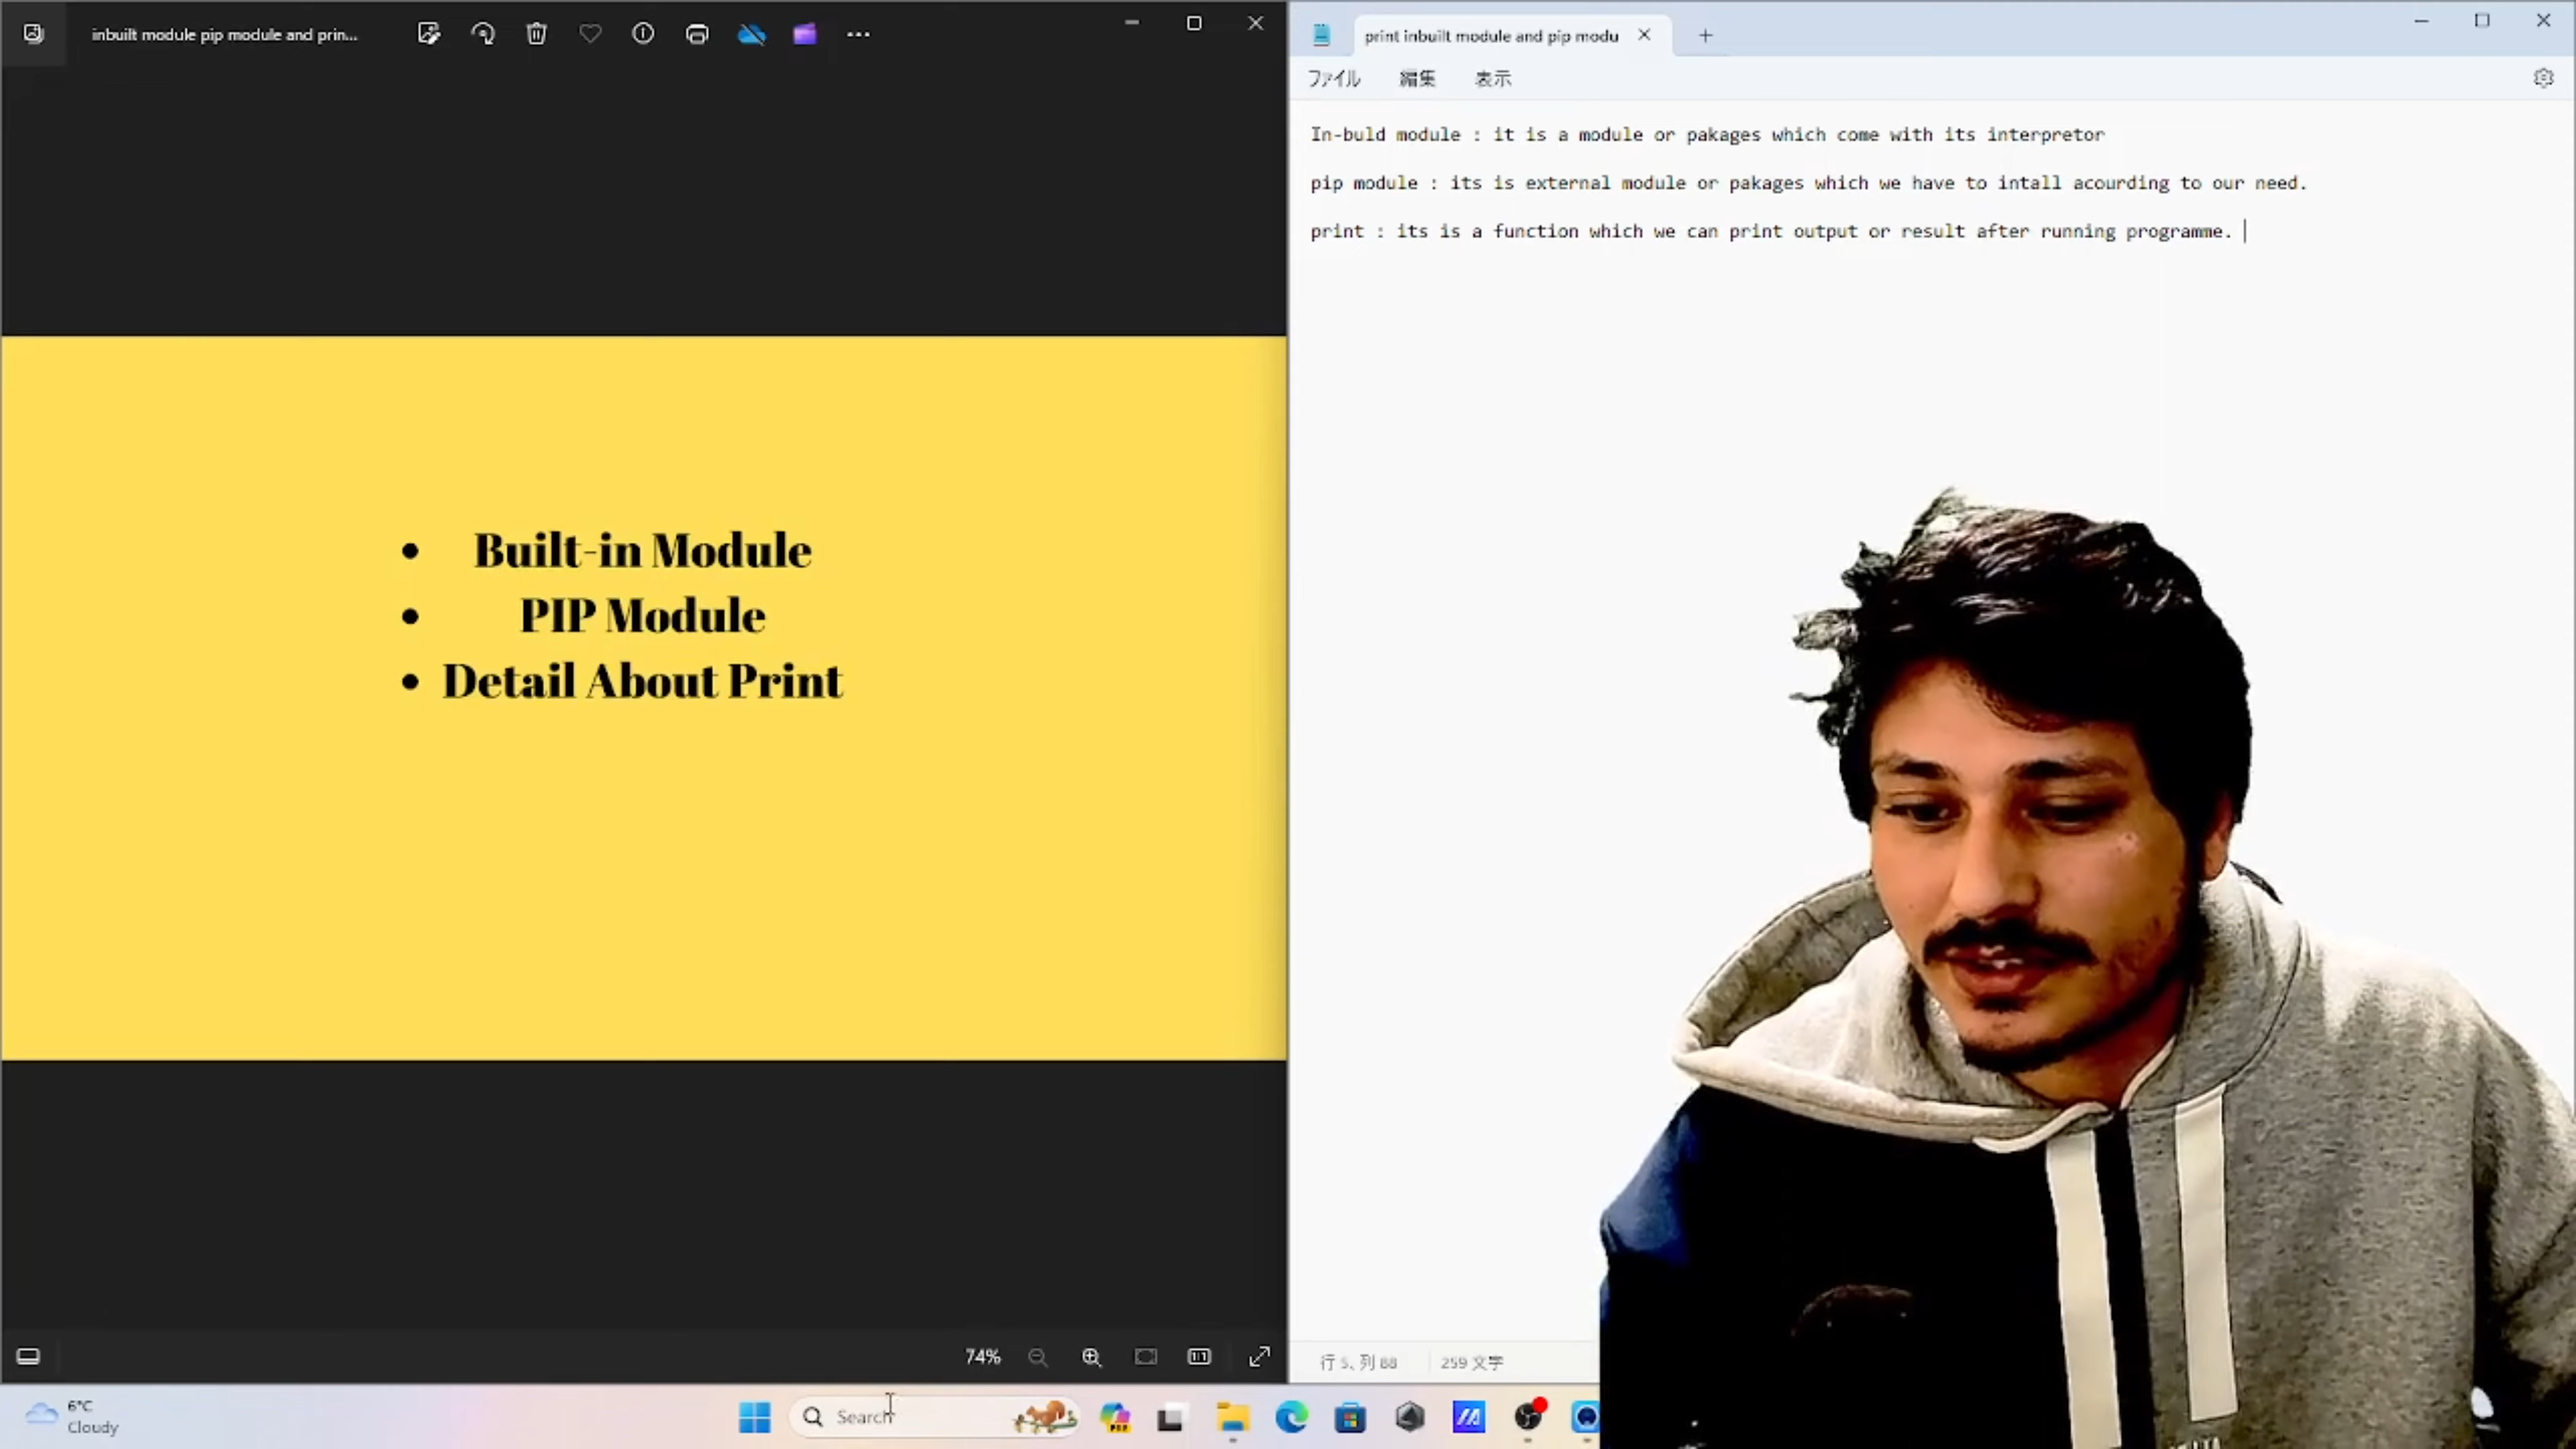 inbuilt module pip module and prin...
print inbuilt module and pip modu
ファイル 編集 表示
In-buld module : it is a module or pakages which come with its interpretor
pip module : its is external module or pakages which we have to intall acourding to our need.
print : its is a function which we can print output or result after running programme.
• Built-in Module
• PIP Module
• Detail About Print
74%
行 5、列 88
259 文字
6°C
Cloudy
Search